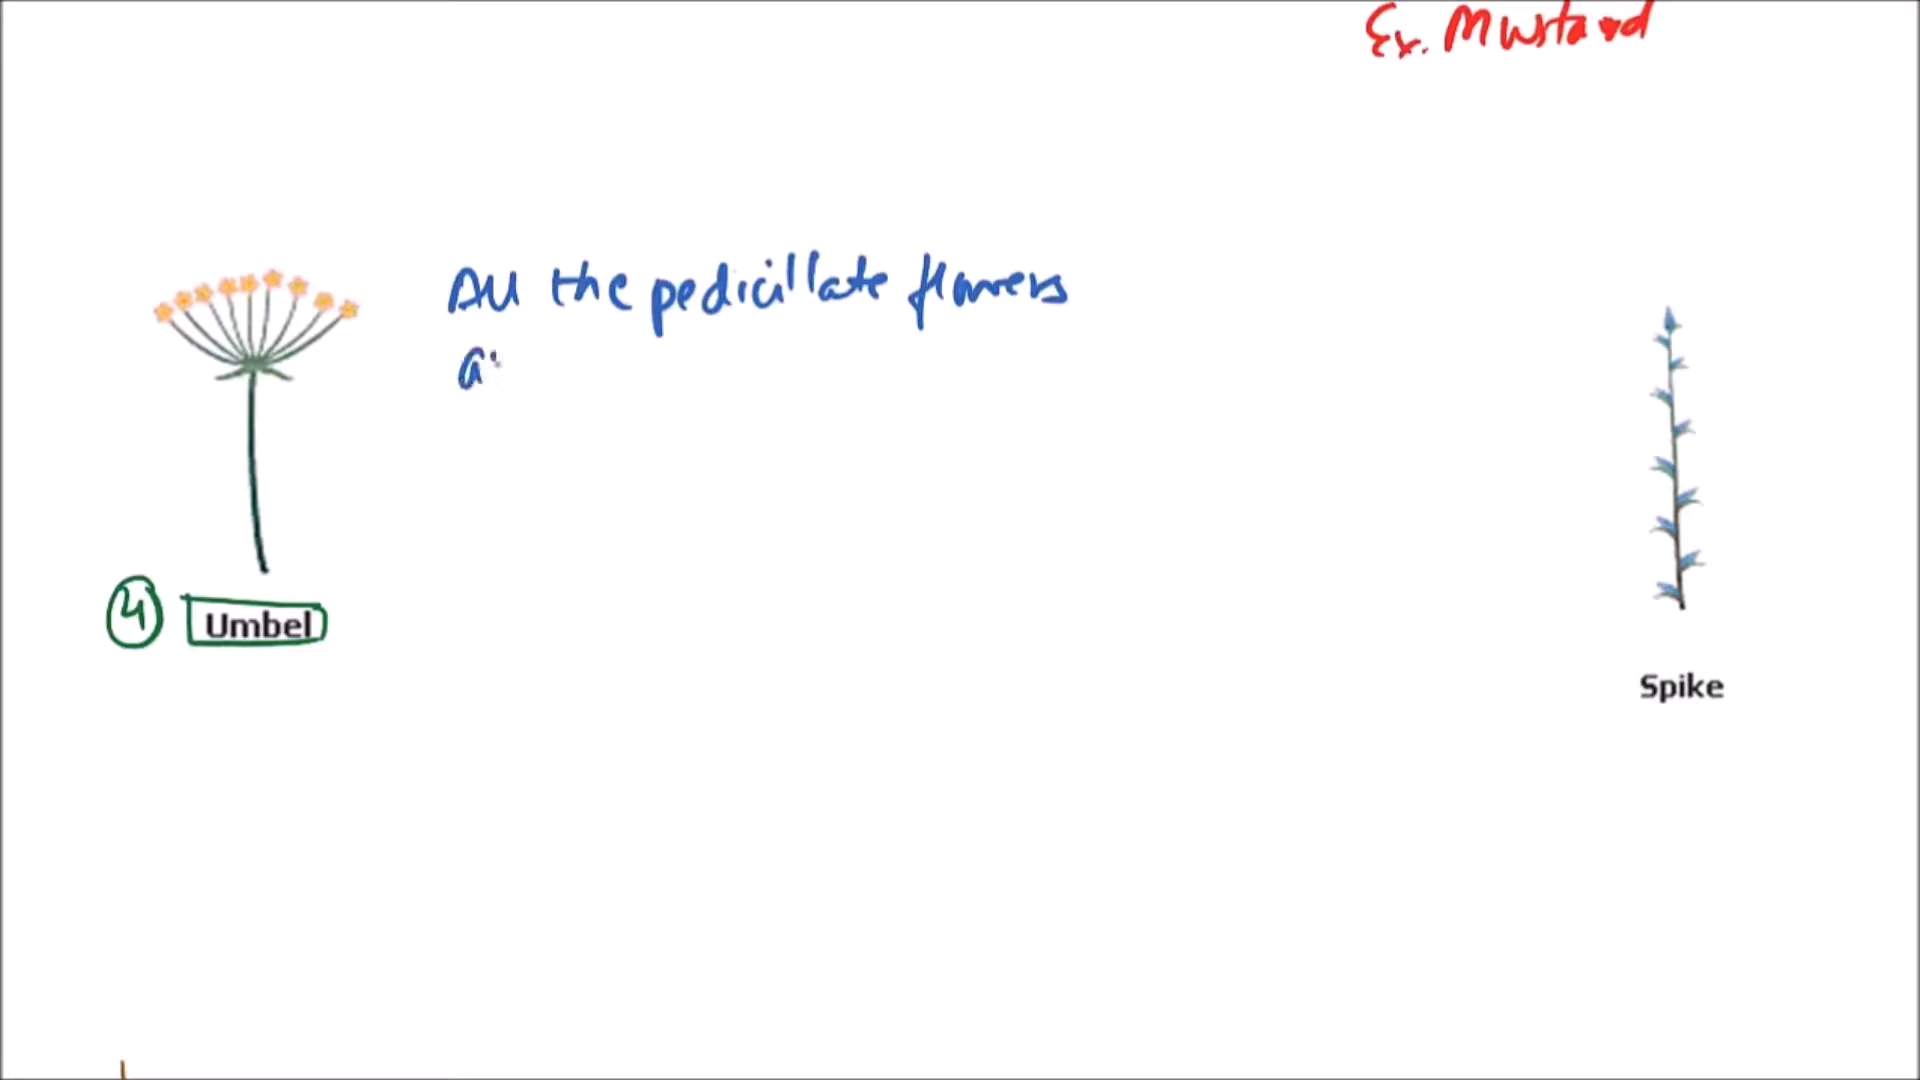 Ex. Mustard
All the pedicillate flowers
a
4
Umbel
Spike